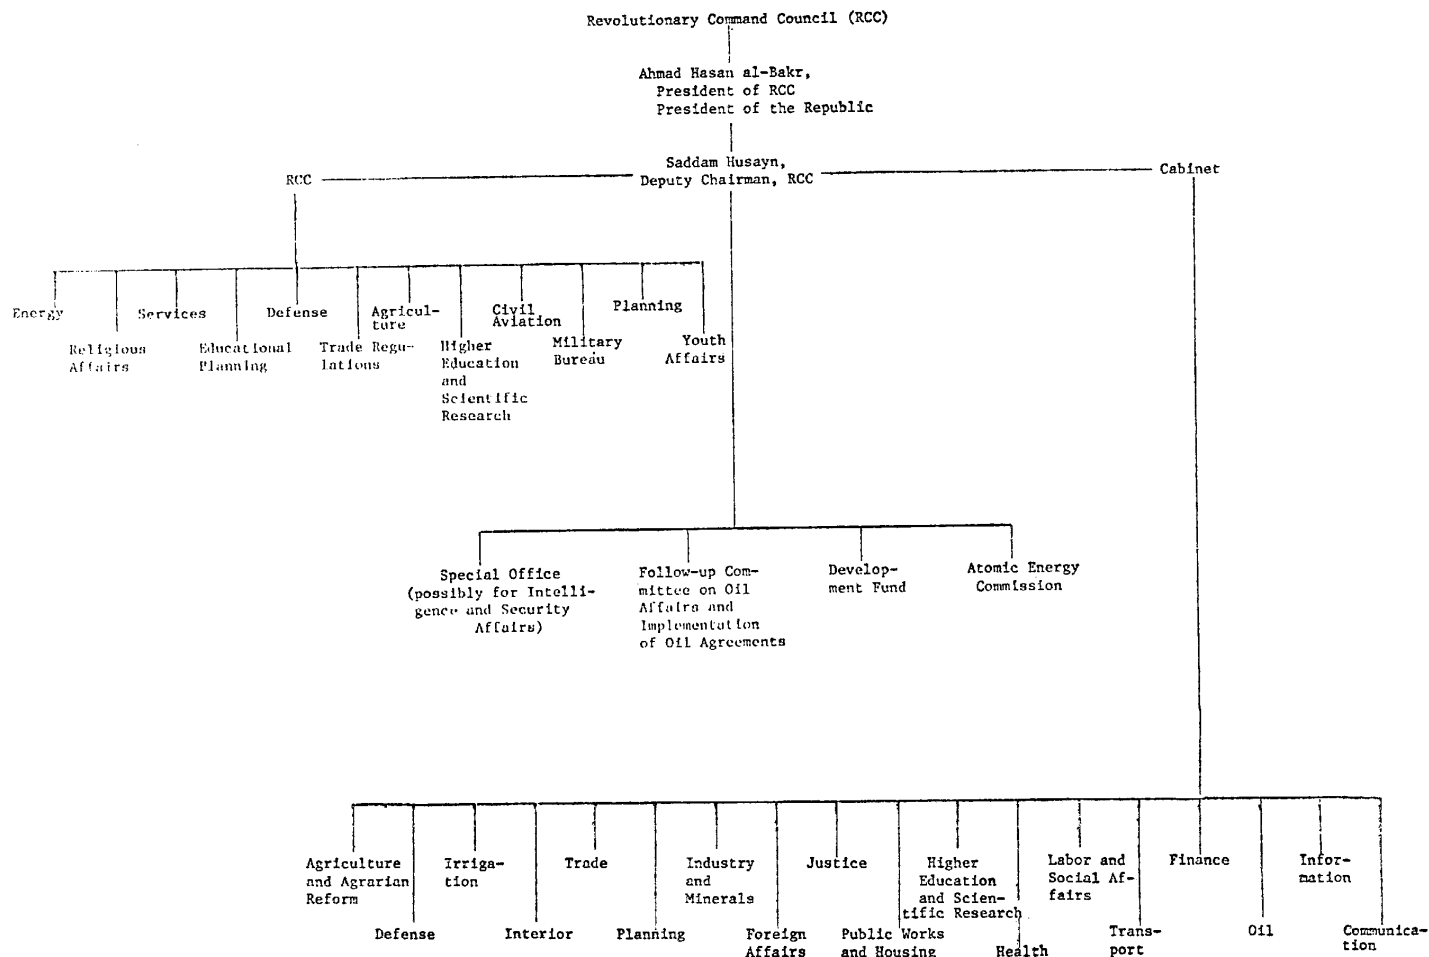 Revolutionary Command Council (RCC)
Ahmad Hasan al-Bakr,
President of RCC
President of the Republic
Saddam Husayn,
Deputy Chairman, RCC
RCC
Cabinet
Energy
Religious
Affairs
Services
Educational
Planning
Defense
Trade Regu-
lations
Agricul-
ture
Higher
Education
and
Scientific
Research
Civil
Aviation
Military
Bureau
Planning
Youth
Affairs
Special Office
(possibly for Intelli-
gence and Security
Affairs)
Follow-up Com-
mittee on Oil
Affairs and
Implementation
of Oil Agreements
Develop-
ment Fund
Atomic Energy
Commission
Agriculture
and Agrarian
Reform
Defense
Irriga-
tion
Interior
Trade
Planning
Industry
and
Minerals
Foreign
Affairs
Justice
Public Works
and Housing
Higher
Education
and Scien-
tific Research
Health
Labor and
Social Af-
fairs
Trans-
port
Finance
Oil
Infor-
mation
Communica-
tion